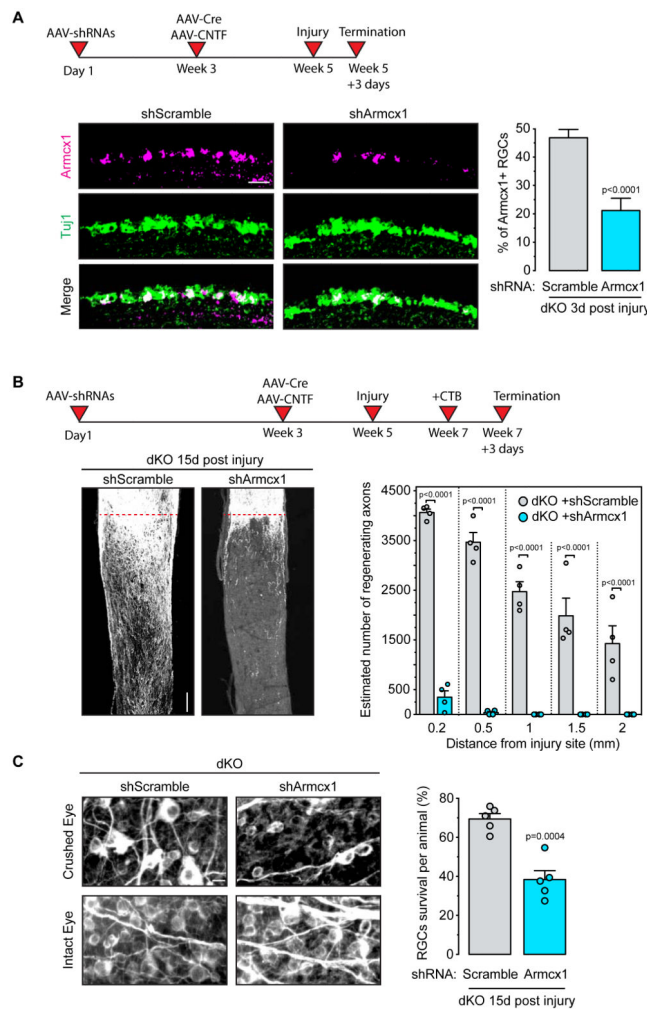 A
AAV-shRNAs
AAV-Cre
AAV-CNTF
Injury
Termination
Day 1
Week 3
Week 5
Week 5
+3 days
shScramble
shArmcx1
Armcx1
Tuj1
Merge
% of Armcx1+ RGCs
50
40
30
20
10
0
p<0.0001
shRNA: Scramble Armcx1
dKO 3d post injury
B
AAV-shRNAs
AAV-Cre
AAV-CNTF
Injury
+CTB
Termination
Day1
Week 3
Week 5
Week 7
Week 7
+3 days
dKO 15d post injury
shScramble
shArmcx1
Estimated number of regenerating axons
4500
3500
2500
1500
500
0
dKO +shScramble
dKO +shArmcx1
p<0.0001
p<0.0001
p<0.0001
p<0.0001
p<0.0001
0.2 0.5 1 1.5 2
Distance from injury site (mm)
C
dKO
shScramble
shArmcx1
Crushed Eye
Intact Eye
RGCs survival per animal (%)
80
60
40
20
0
p=0.0004
shRNA: Scramble Armcx1
dKO 15d post injury